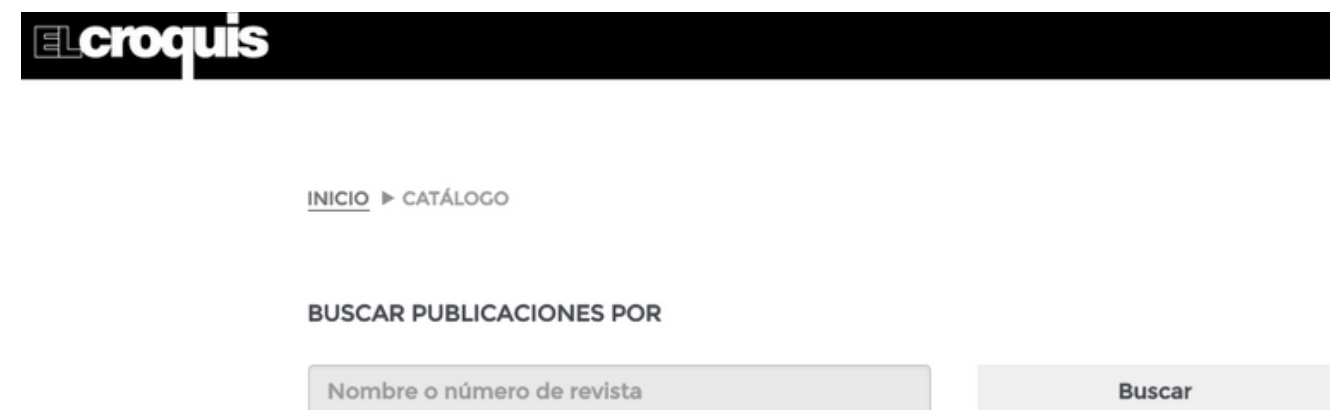 ELcroquis
INICIO ▶ CATÁLOGO
BUSCAR PUBLICACIONES POR
Nombre o número de revista
Buscar